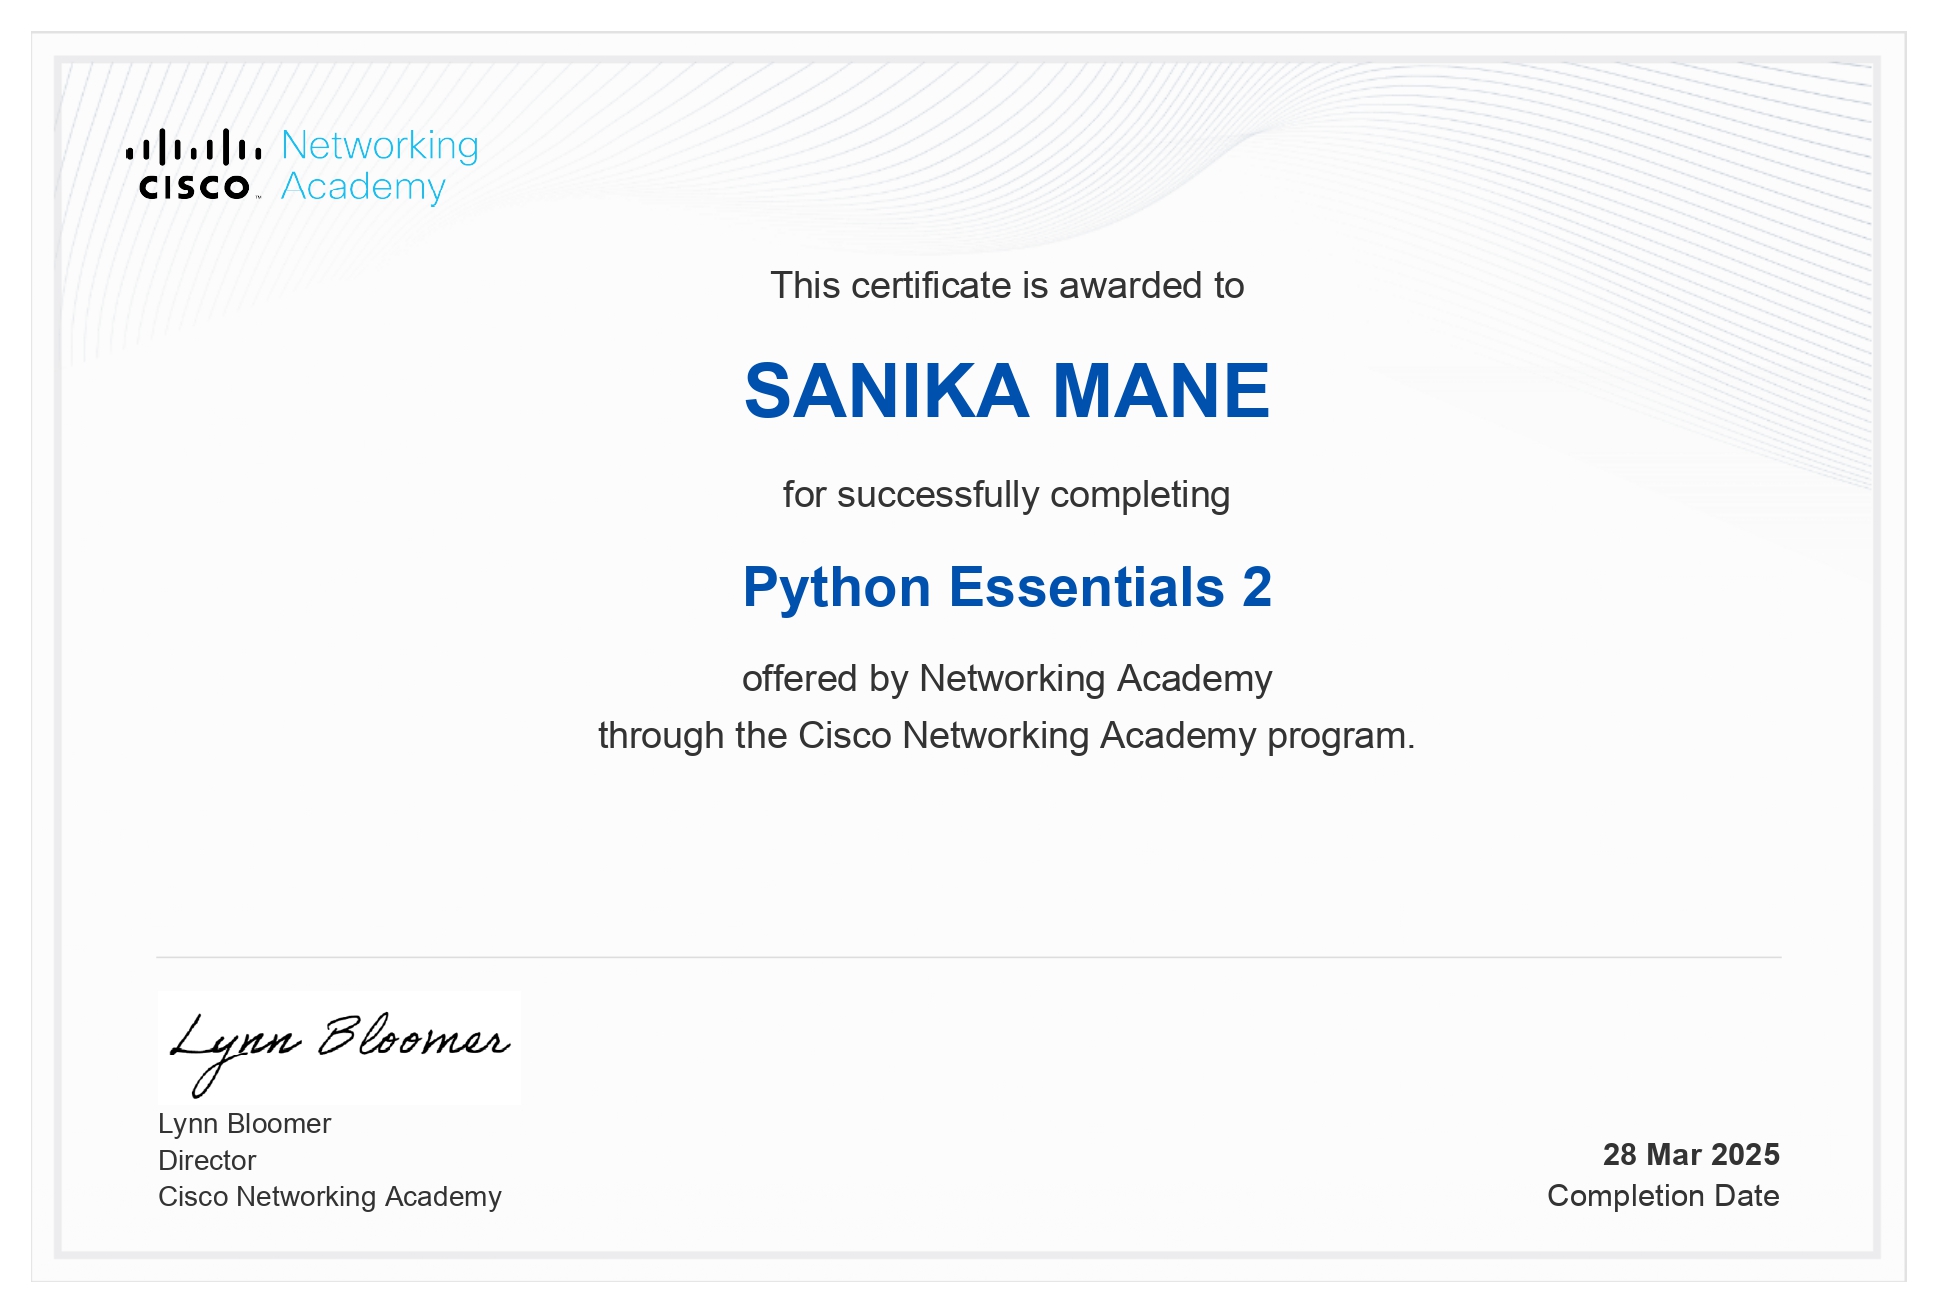 Networking
CISCO™ Academy
This certificate is awarded to
SANIKA MANE
for successfully completing
Python Essentials 2
offered by Networking Academy
through the Cisco Networking Academy program.
Lynn Bloomer
Lynn Bloomer
Director
Cisco Networking Academy
28 Mar 2025
Completion Date